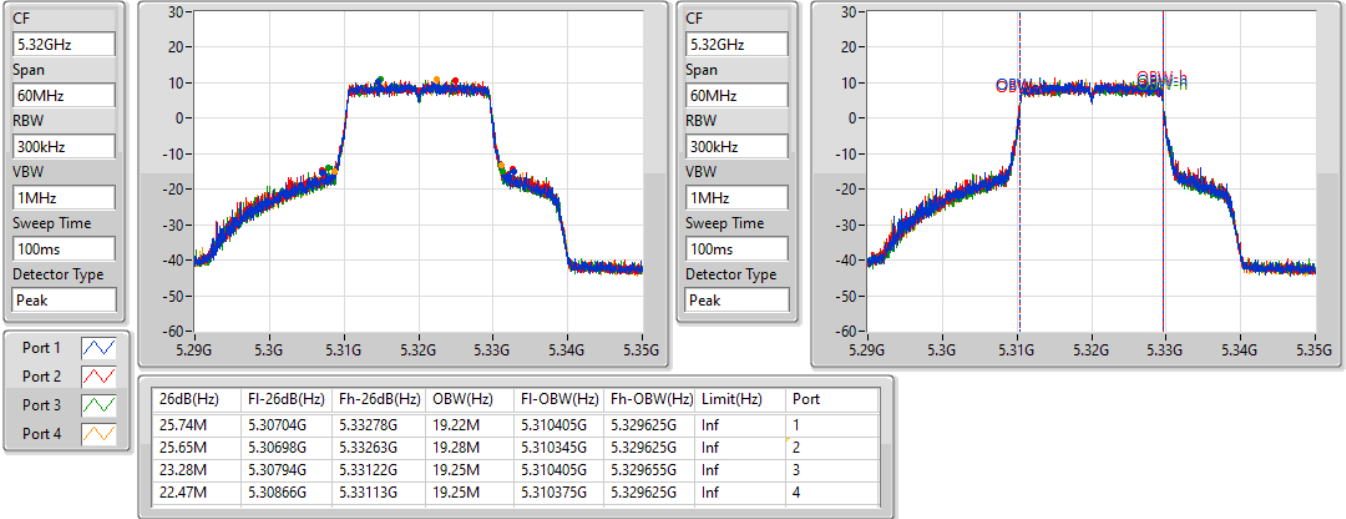 CF
5.32GHz
Span
60MHz
RBW
300kHz
VBW
1MHz
Sweep Time
100ms
Detector Type
Peak
30
20
10
0
-10
-20
-30
-40
-50
-60
5.29G 5.3G 5.31G 5.32G 5.33G 5.34G 5.35G
CF
5.32GHz
Span
60MHz
RBW
300kHz
VBW
1MHz
Sweep Time
100ms
Detector Type
Peak
30
20
10
0
-10
-20
-30
-40
-50
-60
OBW-h
5.29G 5.3G 5.31G 5.32G 5.33G 5.34G 5.35G
Port 1
Port 2
Port 3
Port 4
26dB(Hz) Fl-26dB(Hz) Fh-26dB(Hz) OBW(Hz) Fl-OBW(Hz) Fh-OBW(Hz) Limit(Hz) Port
25.74M 5.30704G 5.33278G 19.22M 5.310405G 5.329625G Inf 1
25.65M 5.30698G 5.33263G 19.28M 5.310345G 5.329625G Inf 2
23.28M 5.30794G 5.33122G 19.25M 5.310405G 5.329655G Inf 3
22.47M 5.30866G 5.33113G 19.25M 5.310375G 5.329625G Inf 4